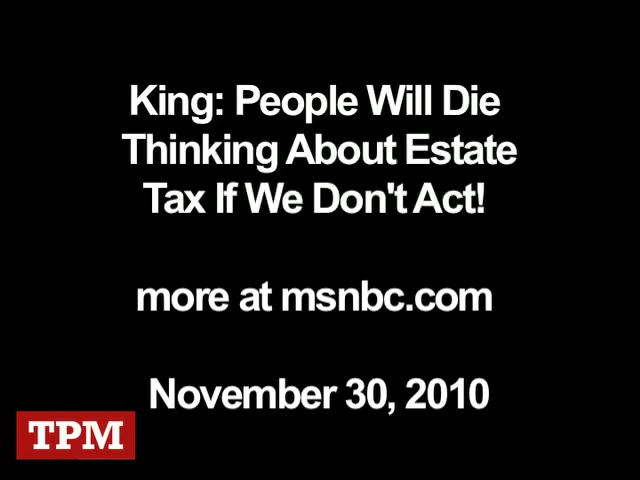 King: People Will Die
Thinking About Estate
Tax If We Don't Act!
more at msnbc.com
November 30, 2010
TPM